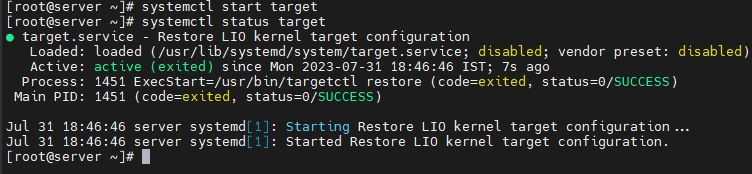 [root@server ~]# systemctl start target
[root@server ~]# systemctl status target
● target.service - Restore LIO kernel target configuration
   Loaded: loaded (/usr/lib/systemd/system/target.service; disabled; vendor preset: disabled)
   Active: active (exited) since Mon 2023-07-31 18:46:46 IST; 7s ago
  Process: 1451 ExecStart=/usr/bin/targetctl restore (code=exited, status=0/SUCCESS)
 Main PID: 1451 (code=exited, status=0/SUCCESS)

Jul 31 18:46:46 server systemd[1]: Starting Restore LIO kernel target configuration...
Jul 31 18:46:46 server systemd[1]: Started Restore LIO kernel target configuration.
[root@server ~]#